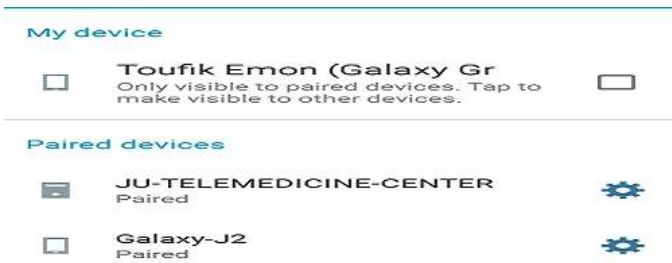 My device
Toufik Emon (Galaxy Gr
Only visible to paired devices. Tap to
make visible to other devices.
Paired devices
JU-TELEMEDICINE-CENTER
Paired
Galaxy-J2
Paired